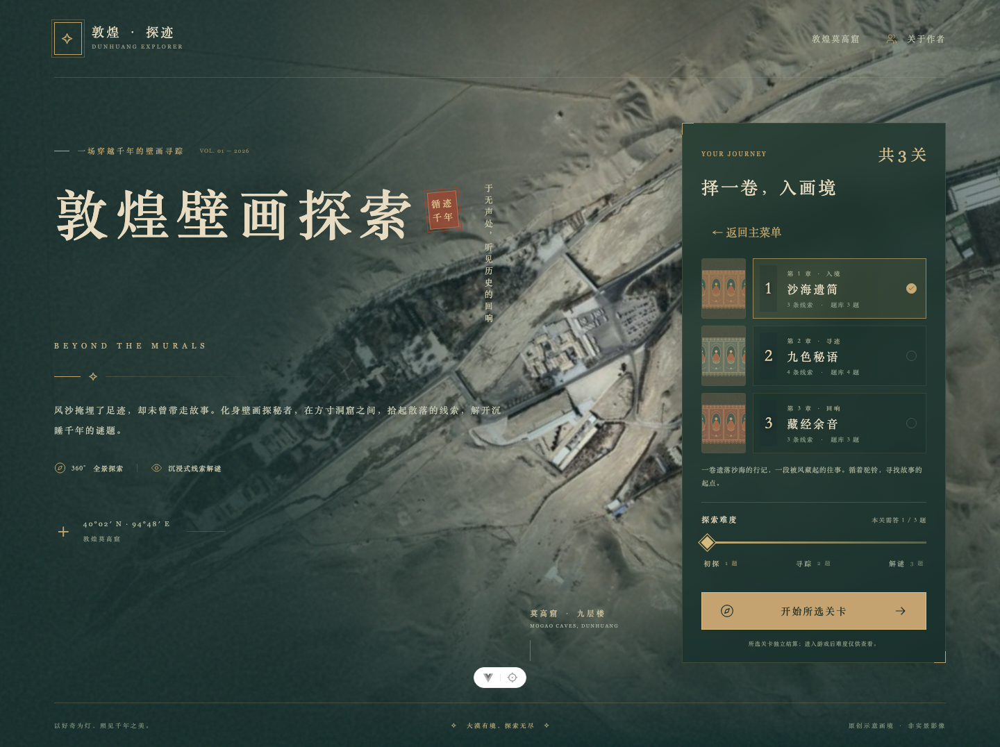 敦煌 · 探迹
DUNHUANG EXPLORER
敦煌莫高窟
关于作者
一场穿越千年的壁画寻踪
VOL. 01 — 2026
敦煌壁画探索
循迹
千年
于无声处，听见历史的回响
BEYOND THE MURALS
风沙掩埋了足迹，却未曾带走故事。化身壁画探秘者，在方寸洞窟之间，拾起散落的线索，解开沉
睡千年的谜题。
360° 全景探索
沉浸式线索解谜
40°02′ N · 94°48′ E
敦煌莫高窟
莫高窟 · 九层楼
MOGAO CAVES, DUNHUANG
YOUR JOURNEY
共3关
择一卷，入画境
← 返回主菜单
1
第 1 章 · 入境
沙海遗简
3 条线索 · 题库 3 题
2
第 2 章 · 寻迹
九色秘语
4 条线索 · 题库 4 题
3
第 3 章 · 回响
藏经余音
3 条线索 · 题库 3 题
一卷遗落沙海的行记，一段被风藏起的往事。循着驼铃，寻找故事的
起点。
探索难度
本关需答 1 / 3 题
初探 1 题
寻踪 2 题
解谜 3 题
开始所选关卡
所选关卡独立结算；进入游戏后难度仅供查看。
以好奇为灯，照见千年之美。
大漠有境，探索无尽
原创示意画境 · 非实景影像